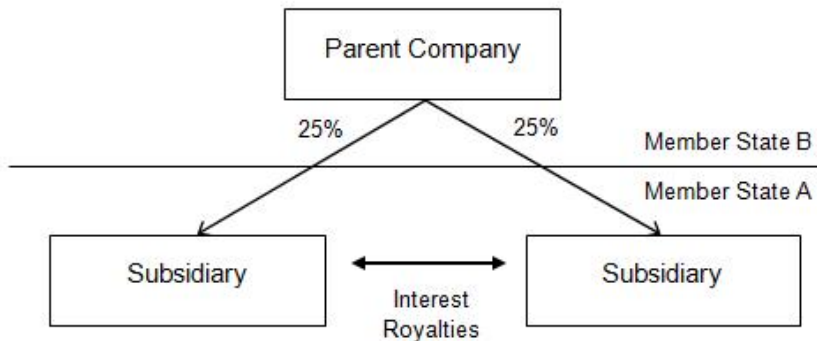 Parent Company
25%
25%
Member State B
Member State A
Subsidiary
Subsidiary
Interest
Royalties